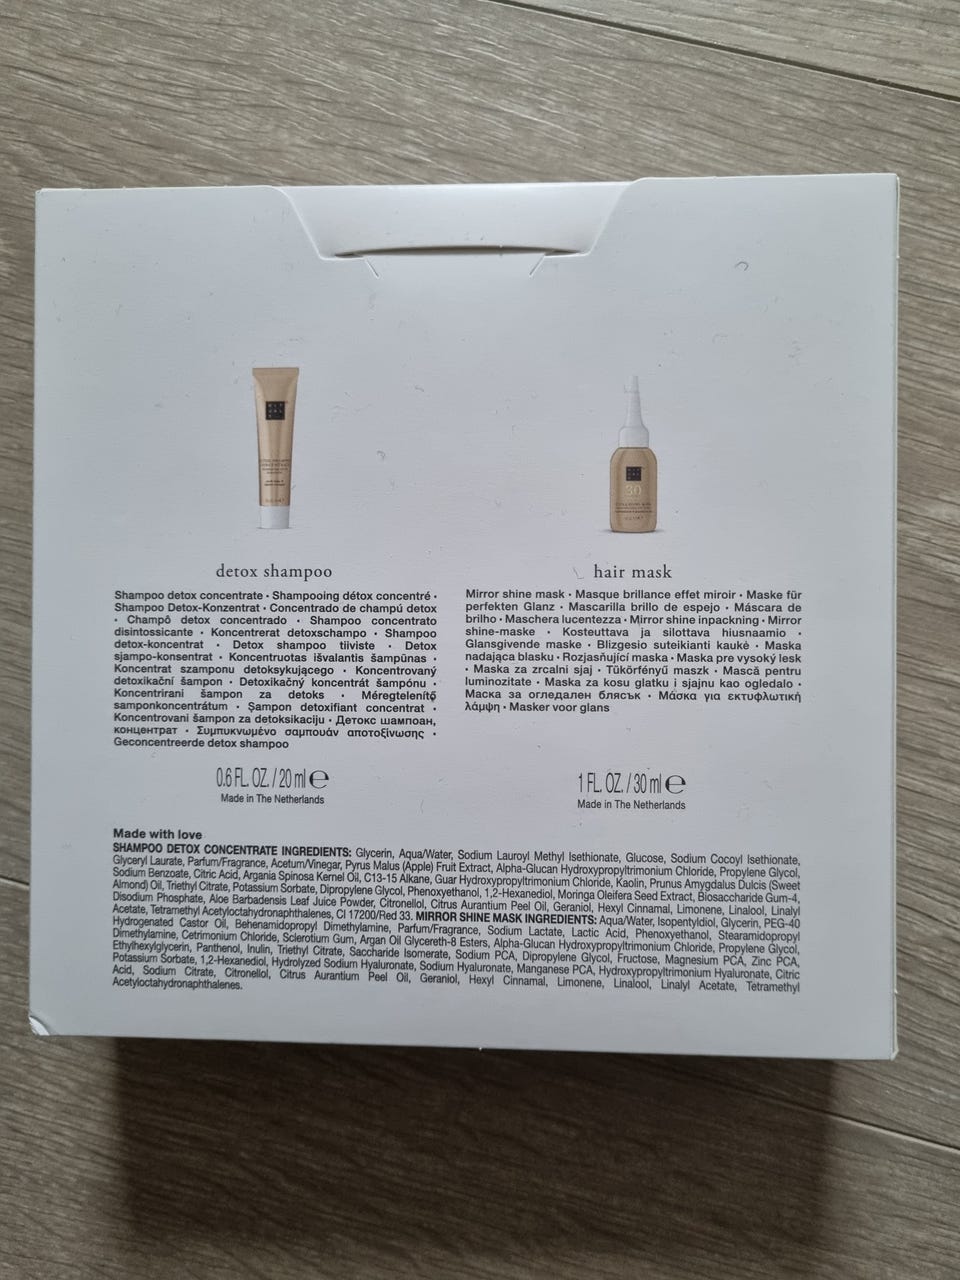 detox shampoo
Shampoo detox concentrate · Shampooing détox concentré ·
Shampoo Detox-Konzentrat · Concentrado de champú detox
· Champô detox concentrado · Shampoo concentrato
disintossicante · Koncentrerat detoxschampo · Shampoo
detox-koncentrat · Detox shampoo tiiviste · Detox
sjampo-konsentrat · Koncentruotas išvalantis šampūnas ·
Koncentrat szamponu detoksykującego · Koncentrovaný
detoxikační šampon · Detoxikačný koncentrát šampónu ·
Koncentrirani šampon za detoks · Méregtelenítő
samponkoncentrátum · Șampon detoxifiant concentrat ·
Koncentrovani šampon za detoksikaciju · Детокс шампоан,
концентрат · Συμπυκνωμένο σαμπουάν αποτοξίνωσης ·
Geconcentreerde detox shampoo
0.6 FL. OZ. / 20 ml ℮
Made in The Netherlands
30
hair mask
Mirror shine mask · Masque brillance effet miroir · Maske für
perfekten Glanz · Mascarilla brillo de espejo · Máscara de
brilho · Maschera lucentezza · Mirror shine inpackning · Mirror
shine-maske · Kosteuttava ja silottava hiusnaamio ·
Glansgivende maske · Blizgesio suteikianti kaukė · Maska
nadająca blasku · Rozjasňující maska · Maska pre vysoký lesk
· Maska za zrcalni sjaj · Tükörfényű maszk · Mască pentru
luminozitate · Maska za kosu glatku i sjajnu kao ogledalo ·
Маска за огледален блясък · Μάσκα για εκτυφλωτική
λάμψη · Masker voor glans
1 FL. OZ. / 30 ml ℮
Made in The Netherlands
Made with love
SHAMPOO DETOX CONCENTRATE INGREDIENTS: Glycerin, Aqua/Water, Sodium Lauroyl Methyl Isethionate, Glucose, Sodium Cocoyl Isethionate,
Glyceryl Laurate, Parfum/Fragrance, Acetum/Vinegar, Pyrus Malus (Apple) Fruit Extract, Alpha-Glucan Hydroxypropyltrimonium Chloride, Propylene Glycol,
Sodium Benzoate, Citric Acid, Argania Spinosa Kernel Oil, C13-15 Alkane, Guar Hydroxypropyltrimonium Chloride, Kaolin, Prunus Amygdalus Dulcis (Sweet
Almond) Oil, Triethyl Citrate, Potassium Sorbate, Dipropylene Glycol, Phenoxyethanol, 1,2-Hexanediol, Moringa Oleifera Seed Extract, Biosaccharide Gum-4,
Disodium Phosphate, Aloe Barbadensis Leaf Juice Powder, Citronellol, Citrus Aurantium Peel Oil, Geraniol, Hexyl Cinnamal, Limonene, Linalool, Linalyl
Acetate, Tetramethyl Acetyloctahydronaphthalenes, CI 17200/Red 33. MIRROR SHINE MASK INGREDIENTS: Aqua/Water, Isopentyldiol, Glycerin, PEG-40
Hydrogenated Castor Oil, Behenamidopropyl Dimethylamine, Parfum/Fragrance, Sodium Lactate, Lactic Acid, Phenoxyethanol, Stearamidopropyl
Dimethylamine, Cetrimonium Chloride, Sclerotium Gum, Argan Oil Glycereth-8 Esters, Alpha-Glucan Hydroxypropyltrimonium Chloride, Propylene Glycol,
Ethylhexylglycerin, Panthenol, Inulin, Triethyl Citrate, Saccharide Isomerate, Sodium PCA, Dipropylene Glycol, Fructose, Magnesium PCA, Zinc PCA,
Potassium Sorbate, 1,2-Hexanediol, Hydrolyzed Sodium Hyaluronate, Sodium Hyaluronate, Manganese PCA, Hydroxypropyltrimonium Hyaluronate, Citric
Acid, Sodium Citrate, Citronellol, Citrus Aurantium Peel Oil, Geraniol, Hexyl Cinnamal, Limonene, Linalool, Linalyl Acetate, Tetramethyl
Acetyloctahydronaphthalenes.